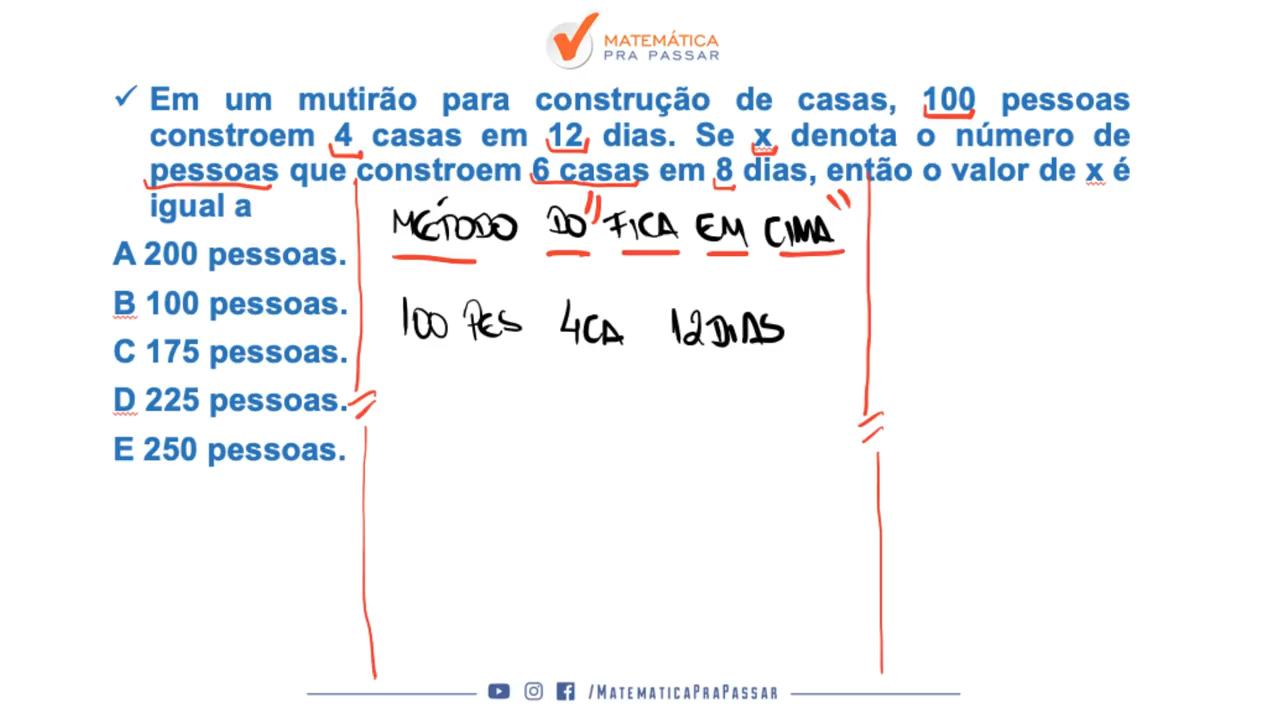 MATEMÁTICA
PRA PASSAR
✓ Em um mutirão para construção de casas, 100 pessoas
constroem 4 casas em 12 dias. Se x denota o número de
pessoas que constroem 6 casas em 8 dias, então o valor de x é
igual a
MÉTODO DO "FICA EM CIMA"
A 200 pessoas.
B 100 pessoas.
100 PES 4CA 12 DIAS
C 175 pessoas.
D 225 pessoas.
E 250 pessoas.
/MATEMATICAPRAPASSAR